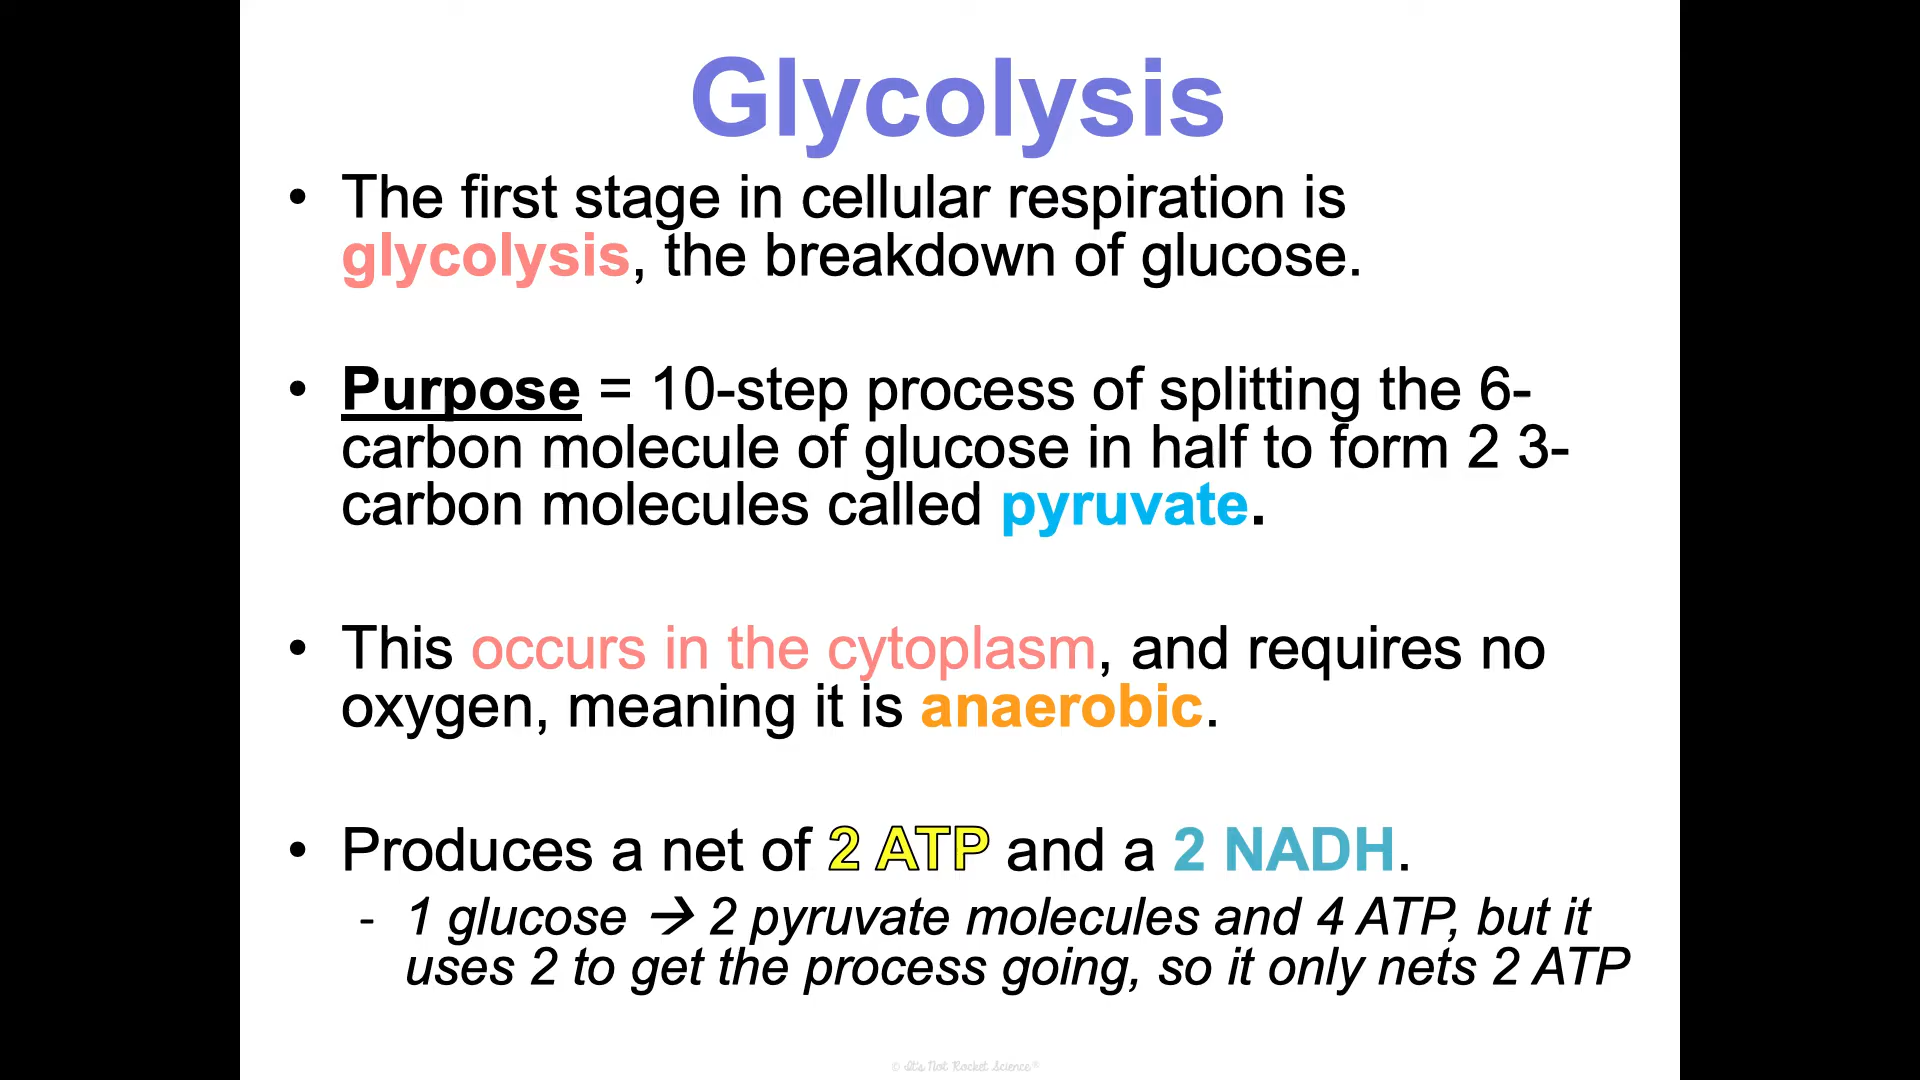 Glycolysis
• The first stage in cellular respiration is
glycolysis, the breakdown of glucose.
• Purpose = 10-step process of splitting the 6-
carbon molecule of glucose in half to form 2 3-
carbon molecules called pyruvate.
• This occurs in the cytoplasm, and requires no
oxygen, meaning it is anaerobic.
• Produces a net of 2 ATP and a 2 NADH.
- 1 glucose → 2 pyruvate molecules and 4 ATP, but it
uses 2 to get the process going, so it only nets 2 ATP
© It's Not Rocket Science®